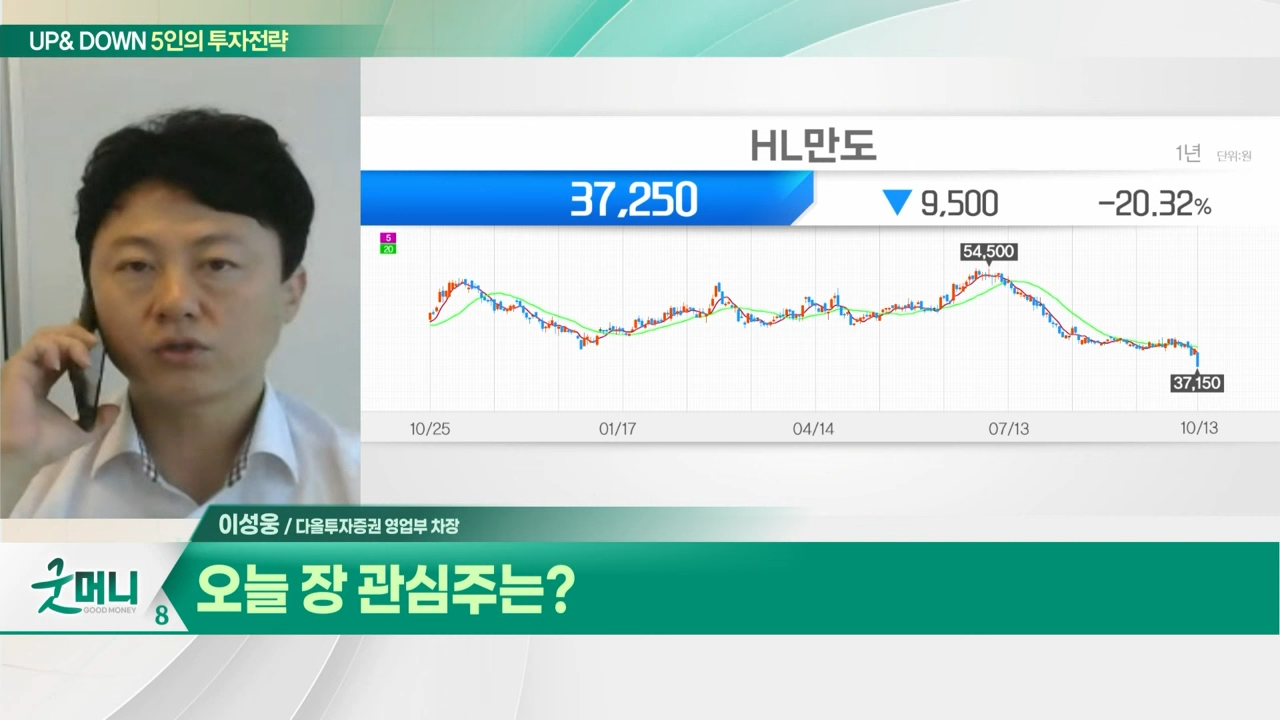 UP& DOWN 5인의 투자전략
HL만도
1년 단위:원
37,250 ▼ 9,500 -20.32%
5
20
54,500
37,150
10/25 01/17 04/14 07/13 10/13
이성웅 / 다올투자증권 영업부 차장
굿머니
GOOD MONEY
8
오늘 장 관심주는?